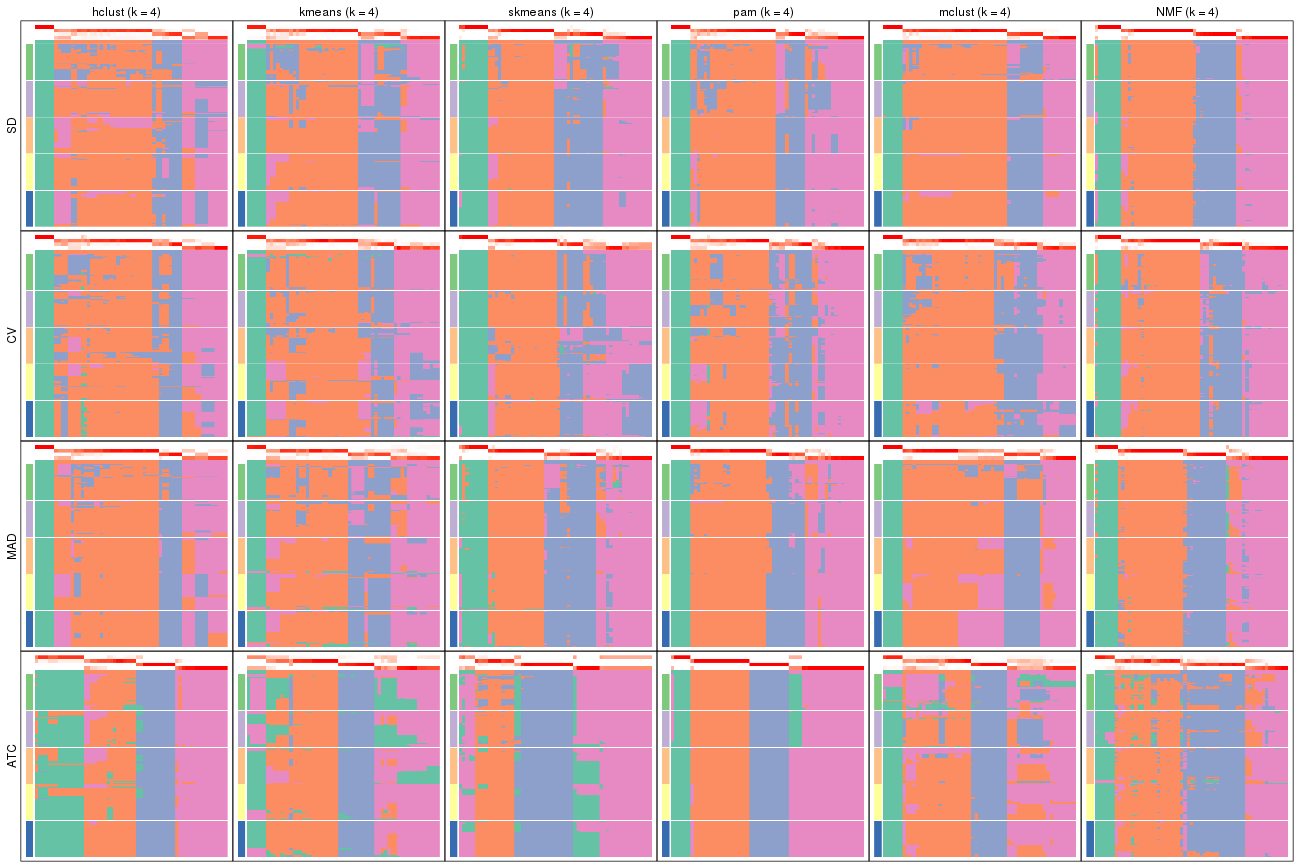 hclust (k = 4) kmeans (k = 4) skmeans (k = 4) pam (k = 4) mclust (k = 4) NMF (k = 4)
SD
CV
MAD
ATC